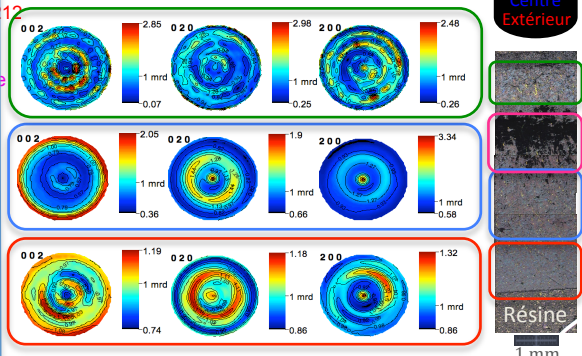 212
e
002
2.85
1 mrd
0.07
020
2.98
1 mrd
0.25
200
2.48
1 mrd
0.26
002
2.05
1 mrd
0.36
020
1.9
1 mrd
0.66
200
3.34
1 mrd
0.58
002
1.19
1 mrd
0.74
020
1.18
1 mrd
0.86
200
1.32
1 mrd
0.86
Centre
Extérieur
Résine
1 mm